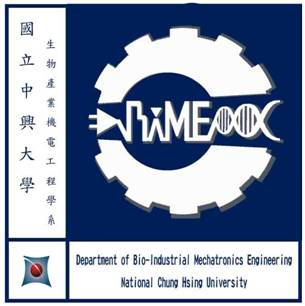 國立中興大學
生物產業機電工程學系
BIME
Department of Bio-Industrial Mechatronics Engineering
National Chung Hsing University